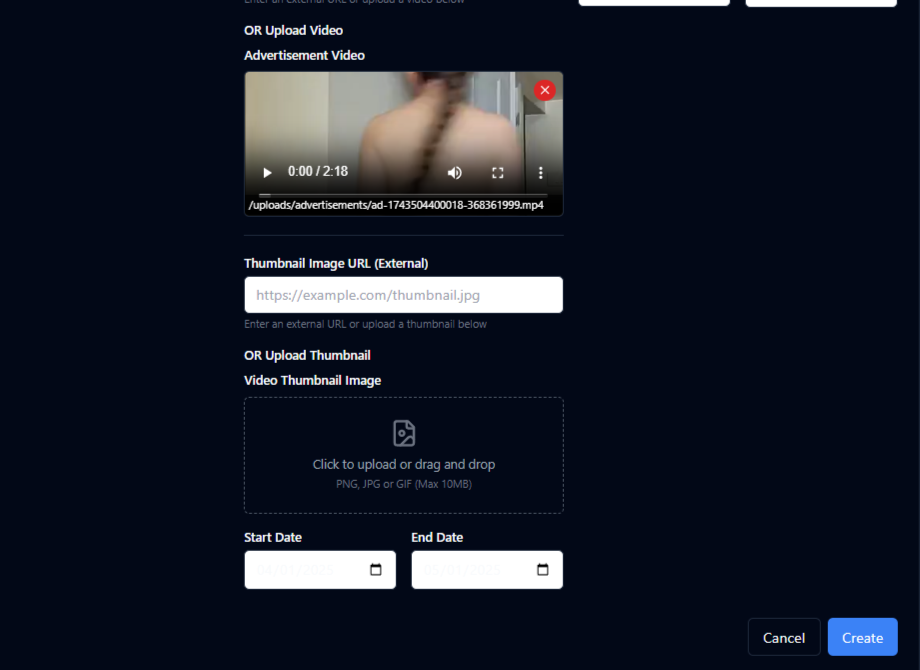 Enter an external URL or upload a video below
OR Upload Video
Advertisement Video
0:00 / 2:18
/uploads/advertisements/ad-1743504400018-368361999.mp4
Thumbnail Image URL (External)
https://example.com/thumbnail.jpg
Enter an external URL or upload a thumbnail below
OR Upload Thumbnail
Video Thumbnail Image
Click to upload or drag and drop
PNG, JPG or GIF (Max 10MB)
Start Date End Date
04/01/2025
Cancel Create